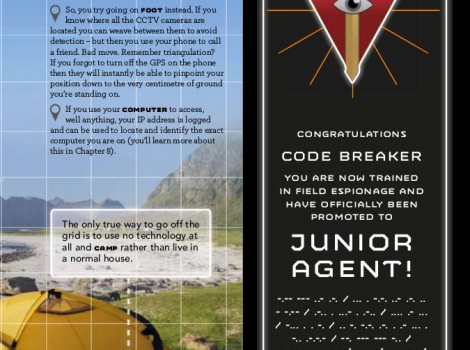 So, you try going on FOOT instead. If you
know where all the CCTV cameras are
located you can weave between them to avoid
detection – but then you use your phone to call
a friend. Bad move. Remember triangulation?
If you forgot to turn off the GPS on the phone
then they will instantly be able to pinpoint your
position down to the very centimetre of ground
you're standing on.
If you use your COMPUTER to access,
well anything, your IP address is logged
and can be used to locate and identify the exact
computer you are on (you'll learn more about
this in Chapter 8).
The only true way to go off the
grid is to use no technology at
all and CAMP rather than live in
a normal house.
CONGRATULATIONS
CODE BREAKER
YOU ARE NOW TRAINED
IN FIELD ESPIONAGE AND
HAVE OFFICIALLY BEEN
PROMOTED TO
JUNIOR
AGENT!